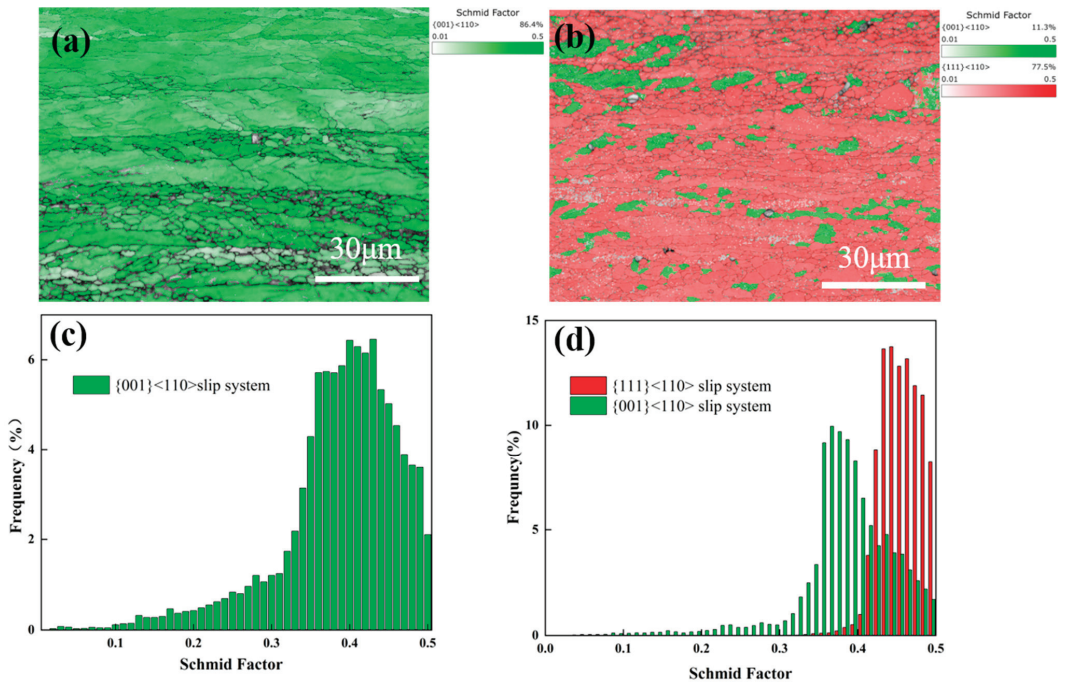 (a)
Schmid Factor
{001}<110> 86.4%
0.01 0.5
30μm
(b)
Schmid Factor
{001}<110> 11.3%
0.01 0.5
{111}<110> 77.5%
0.01 0.5
30μm
(c)
{001}<110>slip system
Frequency (%)
6
4
2
0
0.1 0.2 0.3 0.4 0.5
Schmid Factor
(d)
{111}<110> slip system
{001}<110> slip system
Frequncy(%)
15
10
5
0
0.0 0.1 0.2 0.3 0.4 0.5
Schmid Factor